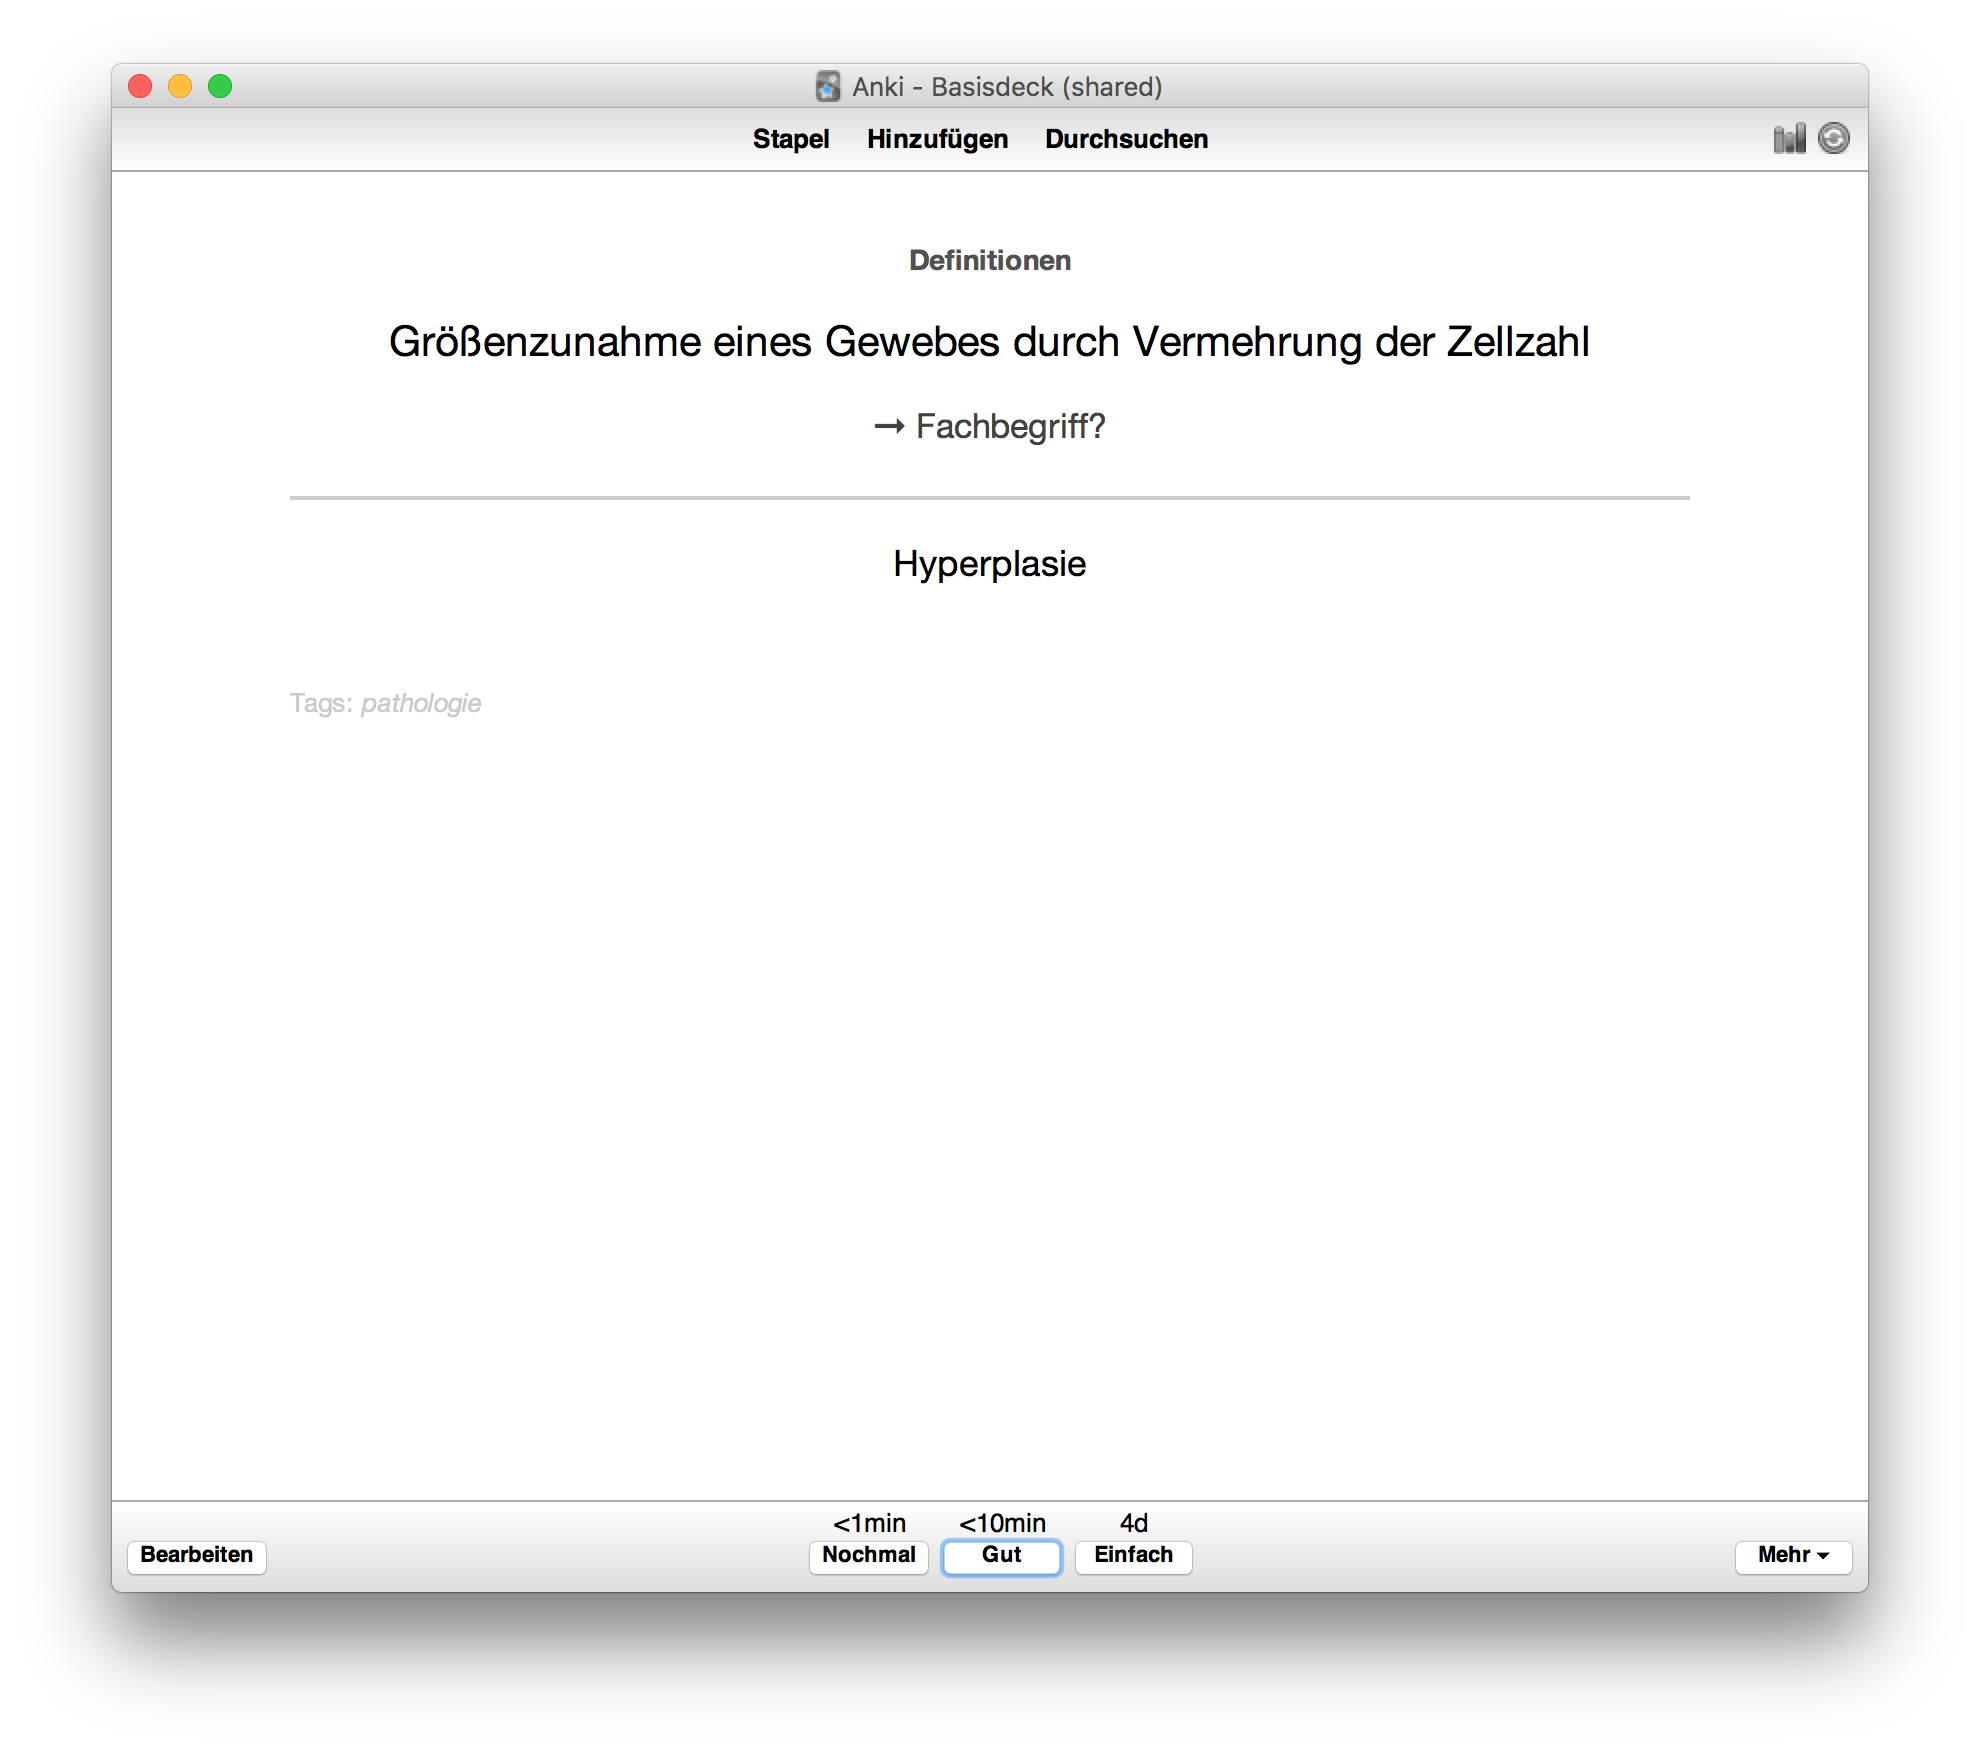 Anki - Basisdeck (shared)
Stapel Hinzufügen Durchsuchen
Definitionen
Größenzunahme eines Gewebes durch Vermehrung der Zellzahl
→ Fachbegriff?
Hyperplasie
Tags: pathologie
<1min <10min 4d
Bearbeiten Nochmal Gut Einfach Mehr